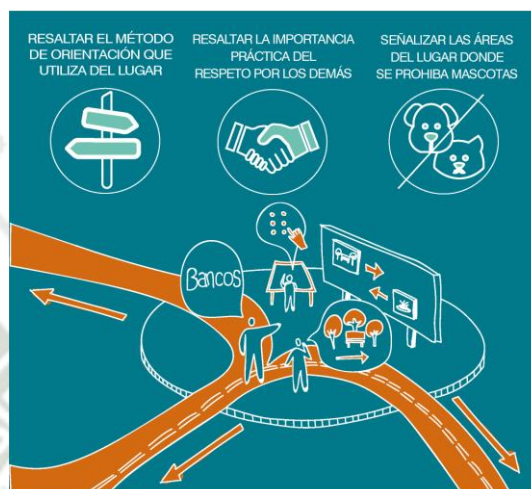 RESALTAR EL MÉTODO
DE ORIENTACIÓN QUE
UTILIZA DEL LUGAR
RESALTAR LA IMPORTANCIA
PRÁCTICA DEL
RESPETO POR LOS DEMÁS
SEÑALIZAR LAS ÁREAS
DEL LUGAR DONDE
SE PROHIBA MASCOTAS
Bancos